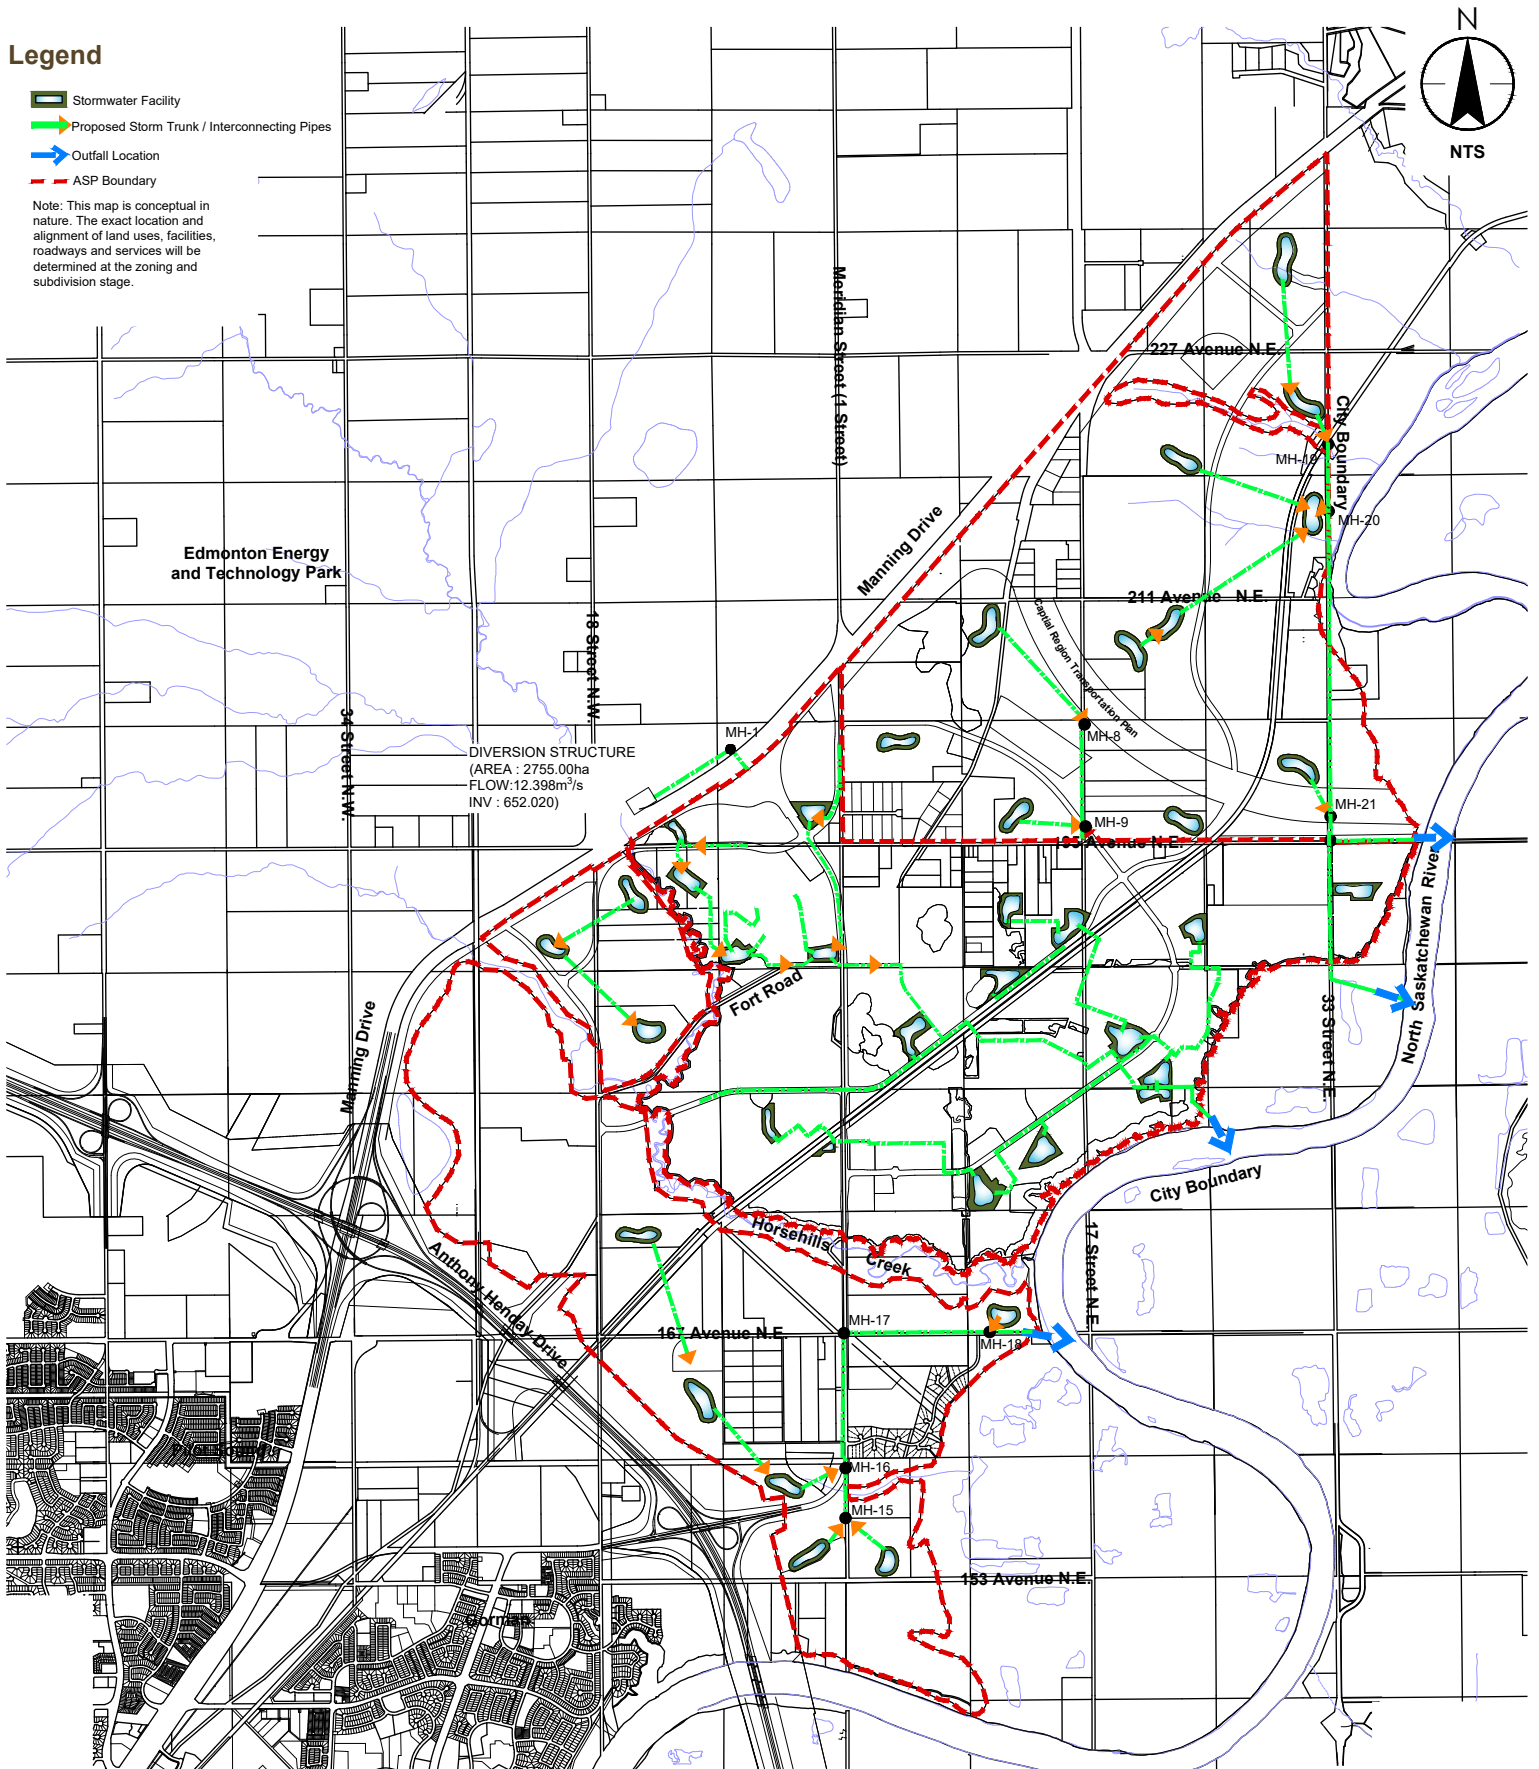 N
NTS
Legend
Stormwater Facility
Proposed Storm Trunk / Interconnecting Pipes
Outfall Location
ASP Boundary
Note: This map is conceptual in
nature. The exact location and
alignment of land uses, facilities,
roadways and services will be
determined at the zoning and
subdivision stage.
Meridian Street (1 Street)
227 Avenue N.E.
City Boundary
MH-19
MH-20
Manning Drive
Edmonton Energy
and Technology Park
211 Avenue N.E.
Captial Region Transportation Plan
18 Street N.W.
34 Street N.W.
MH-1
MH-8
DIVERSION STRUCTURE
(AREA : 2755.00ha
FLOW:12.398m³/s
INV : 652.020)
MH-21
MH-9
195 Avenue N.E.
North Saskatchewan River
Fort Road
33 Street N.E.
Manning Drive
City Boundary
17 Street N.E.
Horsehills
Creek
Anthony Henday Drive
167 Avenue N.E.
MH-17
MH-18
MH-16
MH-15
153 Avenue N.E.
Gorman